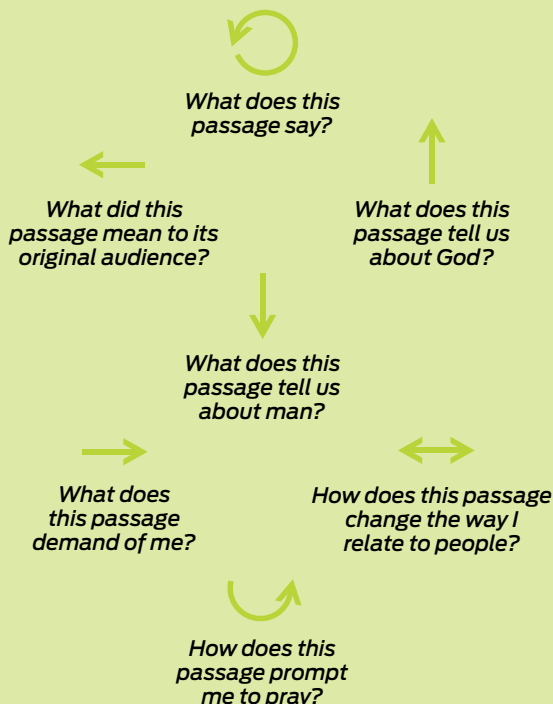 What does this
passage say?
What did this
passage mean to its
original audience?
What does this
passage tell us
about God?
What does this
passage tell us
about man?
What does
this passage
demand of me?
How does this passage
change the way I
relate to people?
How does this
passage prompt
me to pray?